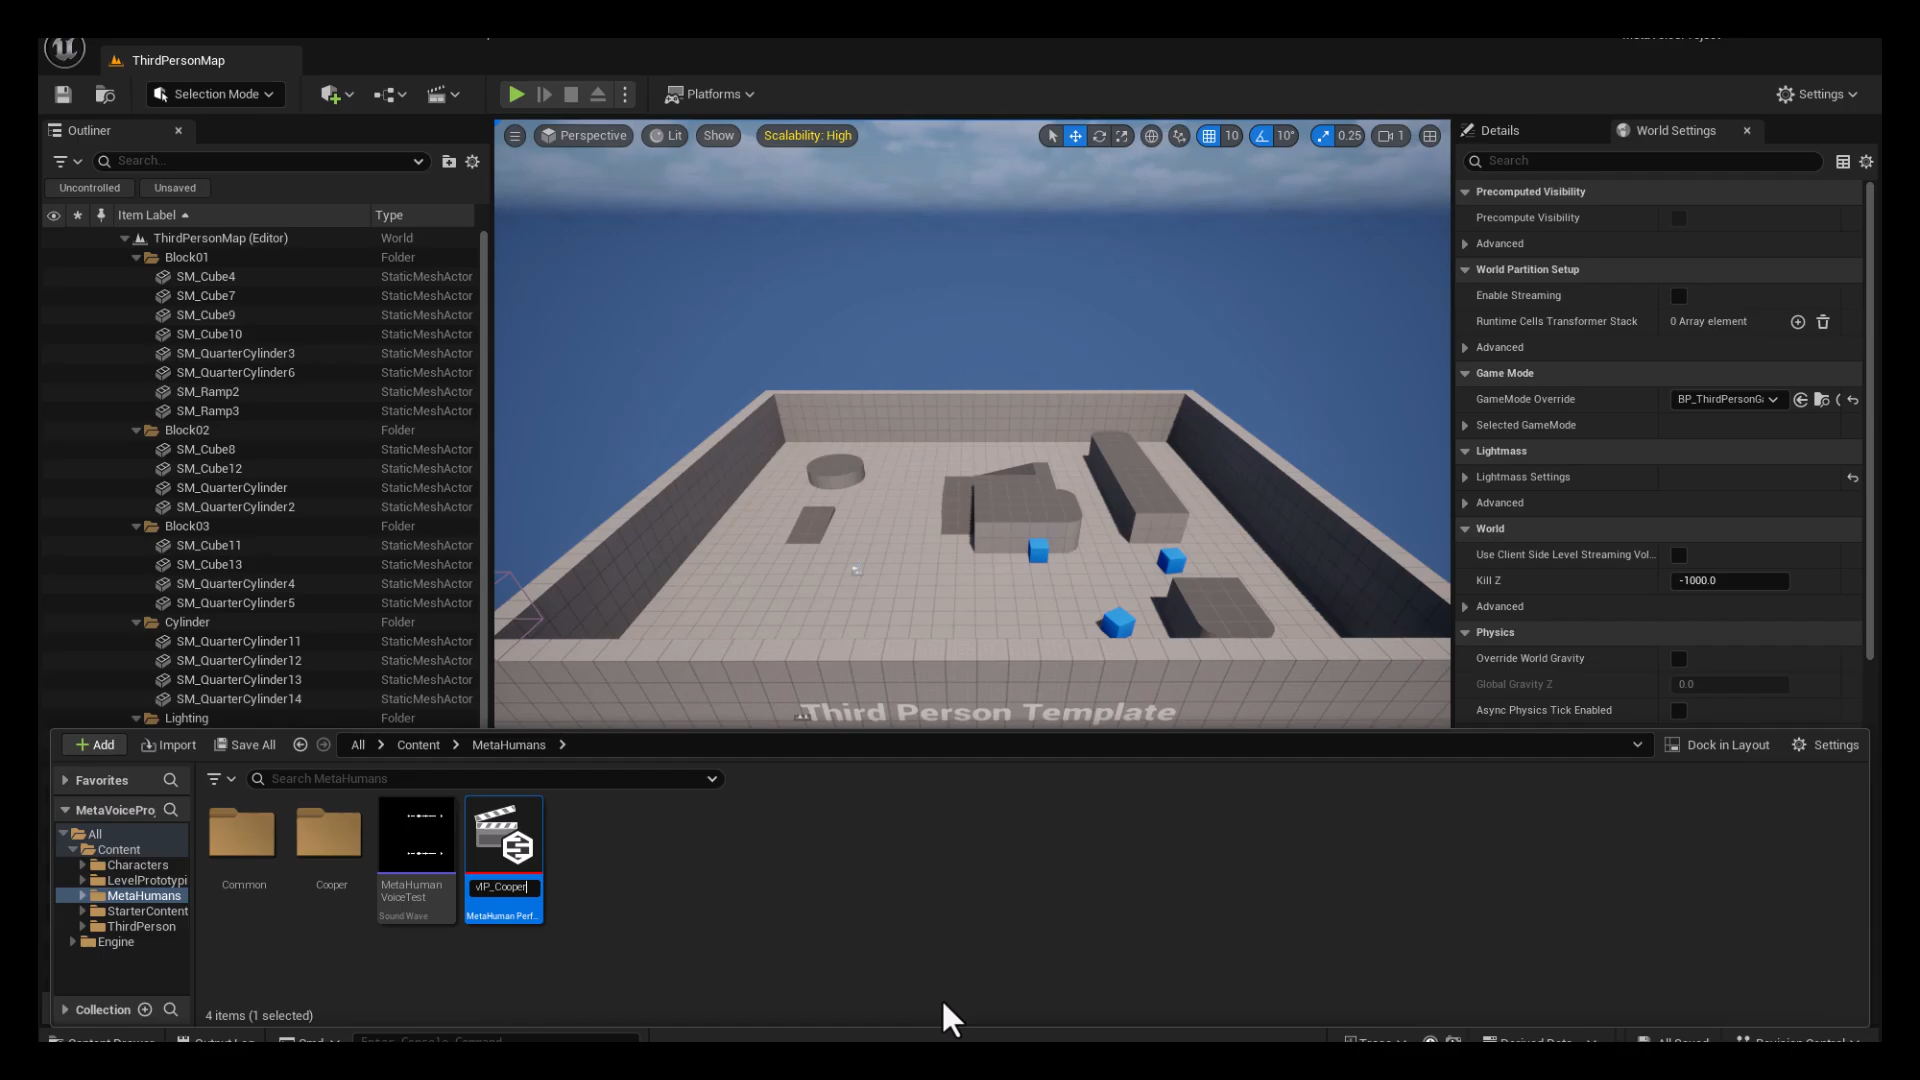 ThirdPersonMap
Selection Mode
Platforms
Settings
Outliner
Search...
Uncontrolled
Unsaved
Item Label
Type
ThirdPersonMap (Editor) World
Block01 Folder
SM_Cube4 StaticMeshActor
SM_Cube7 StaticMeshActor
SM_Cube9 StaticMeshActor
SM_Cube10 StaticMeshActor
SM_QuarterCylinder3 StaticMeshActor
SM_QuarterCylinder6 StaticMeshActor
SM_Ramp2 StaticMeshActor
SM_Ramp3 StaticMeshActor
Block02 Folder
SM_Cube8 StaticMeshActor
SM_Cube12 StaticMeshActor
SM_QuarterCylinder StaticMeshActor
SM_QuarterCylinder2 StaticMeshActor
Block03 Folder
SM_Cube11 StaticMeshActor
SM_Cube13 StaticMeshActor
SM_QuarterCylinder4 StaticMeshActor
SM_QuarterCylinder5 StaticMeshActor
Cylinder Folder
SM_QuarterCylinder11 StaticMeshActor
SM_QuarterCylinder12 StaticMeshActor
SM_QuarterCylinder13 StaticMeshActor
SM_QuarterCylinder14 StaticMeshActor
Lighting Folder
Perspective
Lit
Show
Scalability: High
10
10°
0.25
1
Third Person Template
Details
World Settings
Search
Precomputed Visibility
Precompute Visibility
Advanced
World Partition Setup
Enable Streaming
Runtime Cells Transformer Stack 0 Array element
Advanced
Game Mode
GameMode Override BP_ThirdPersonGa
Selected GameMode
Lightmass
Lightmass Settings
Advanced
World
Use Client Side Level Streaming Vol...
Kill Z -1000.0
Advanced
Physics
Override World Gravity
Global Gravity Z 0.0
Async Physics Tick Enabled
Add
Import
Save All
All
Content
MetaHumans
Dock in Layout
Settings
Favorites
MetaVoicePro
All
Content
Characters
LevelPrototypi
MetaHumans
StarterContent
ThirdPerson
Engine
Collection
Search MetaHumans
Common
Cooper
MetaHuman
VoiceTest
Sound Wave
MP_Cooper
MetaHuman Perf...
4 items (1 selected)